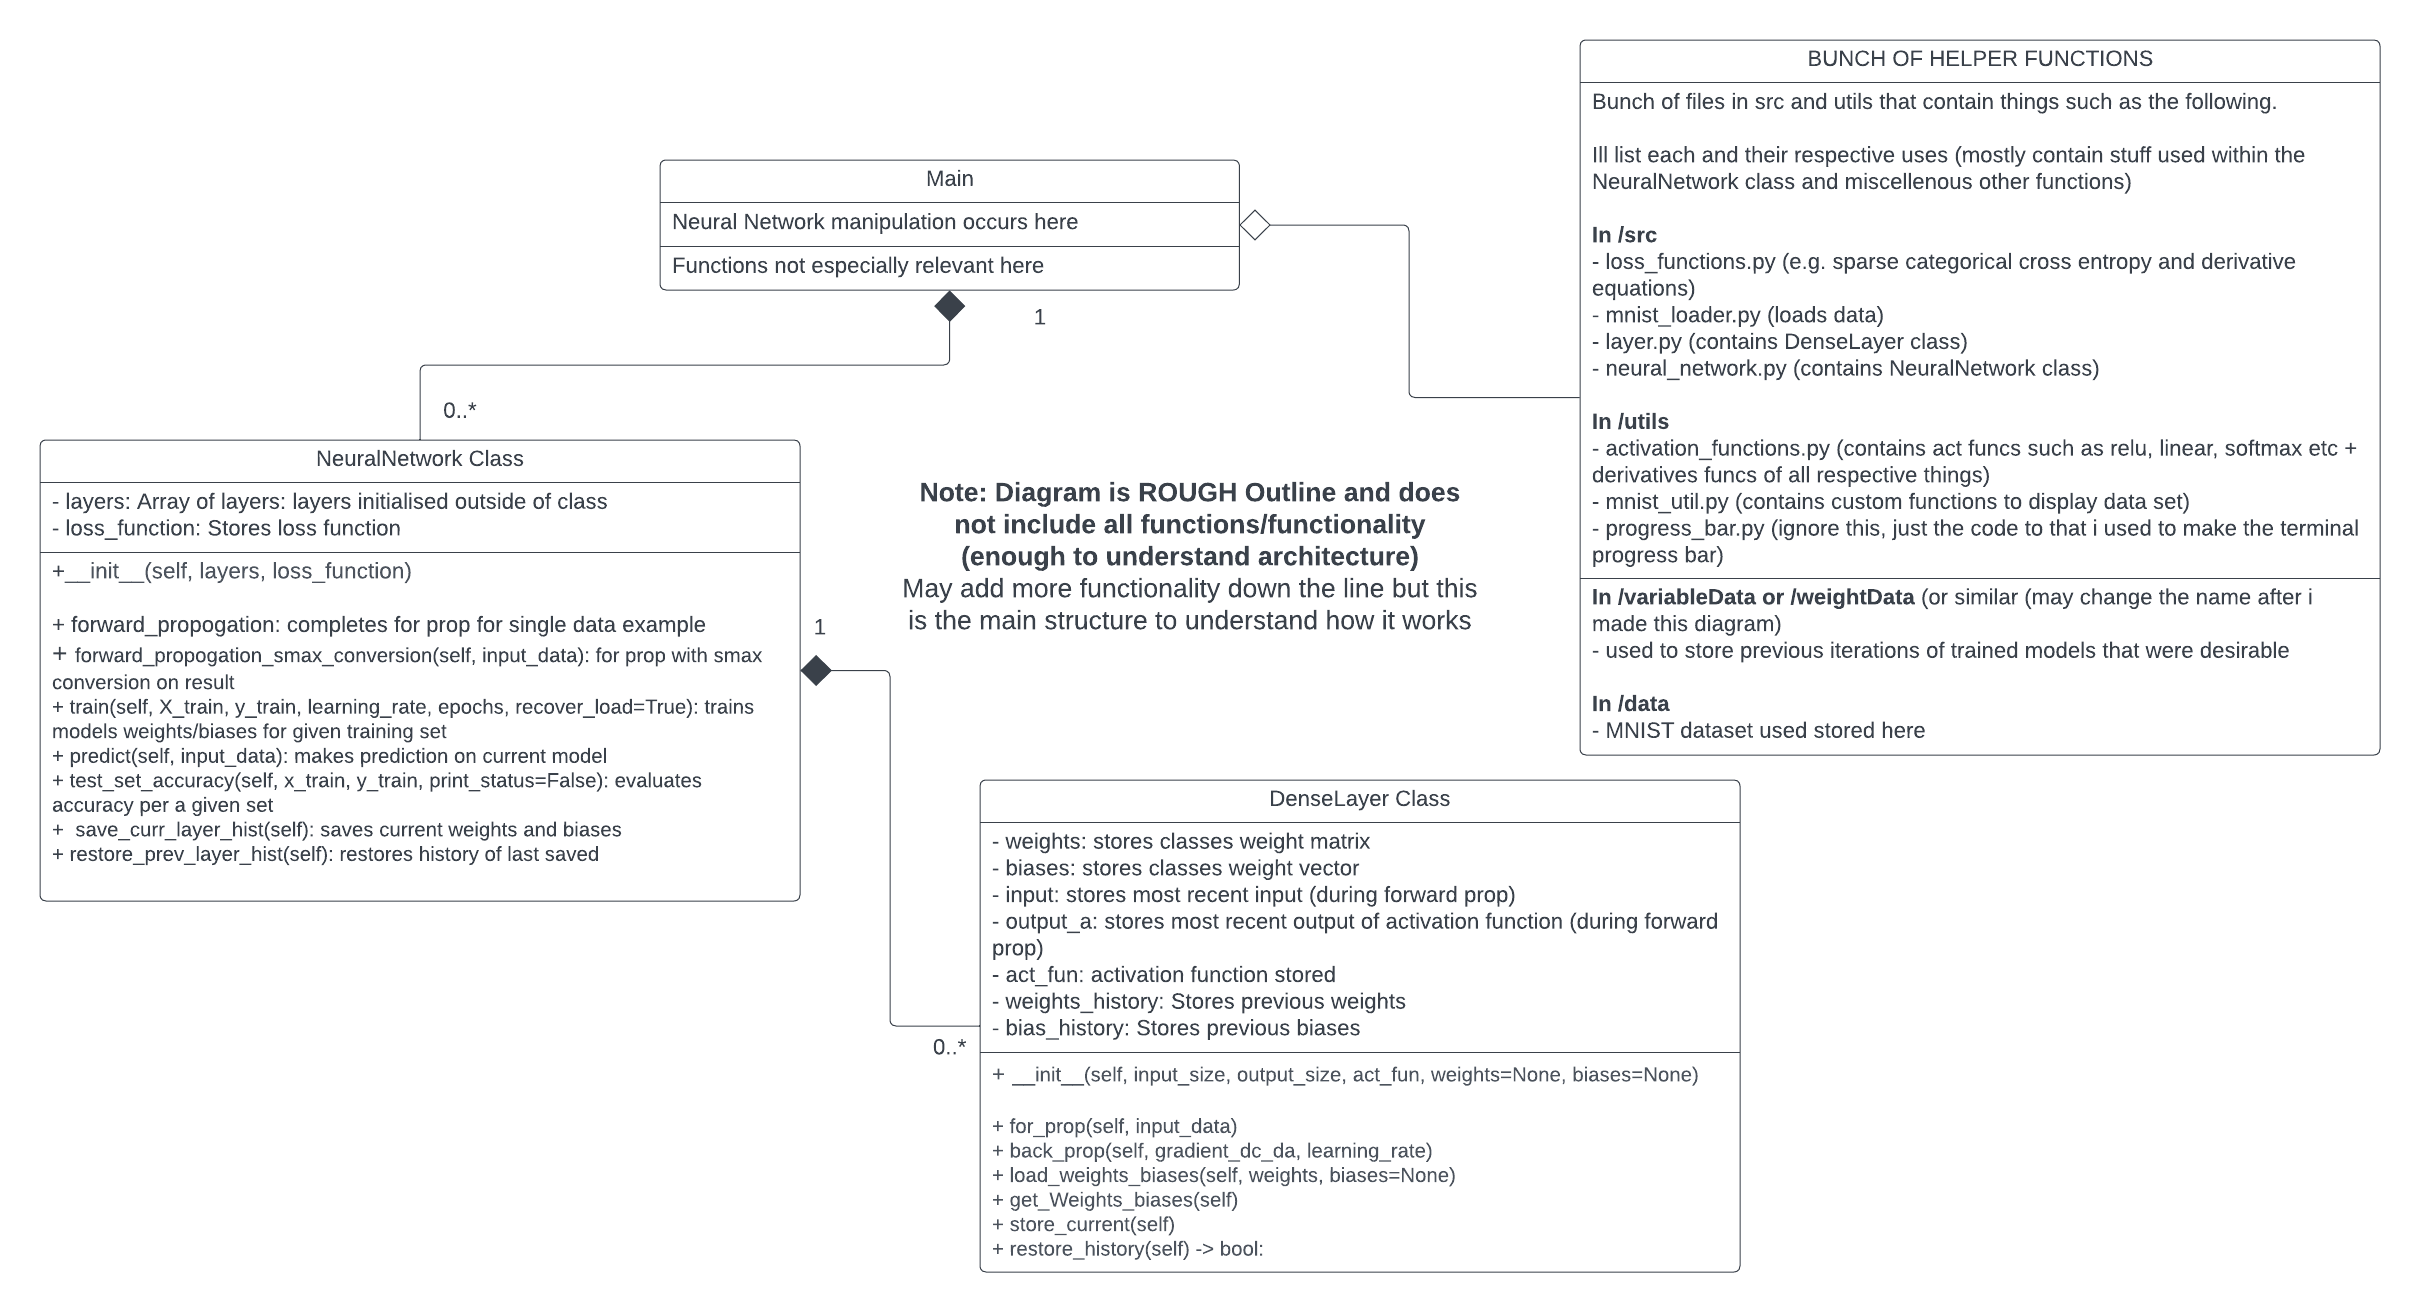 Main
Neural Network manipulation occurs here
Functions not especially relevant here
1
0..*
BUNCH OF HELPER FUNCTIONS
Bunch of files in src and utils that contain things such as the following.
Ill list each and their respective uses (mostly contain stuff used within the
NeuralNetwork class and miscellenous other functions)
In /src
- loss_functions.py (e.g. sparse categorical cross entropy and derivative
equations)
- mnist_loader.py (loads data)
- layer.py (contains DenseLayer class)
- neural_network.py (contains NeuralNetwork class)
In /utils
- activation_functions.py (contains act funcs such as relu, linear, softmax etc +
derivatives funcs of all respective things)
- mnist_util.py (contains custom functions to display data set)
- progress_bar.py (ignore this, just the code to that i used to make the terminal
progress bar)
In /variableData or /weightData (or similar (may change the name after i
made this diagram)
- used to store previous iterations of trained models that were desirable
In /data
- MNIST dataset used stored here
NeuralNetwork Class
- layers: Array of layers: layers initialised outside of class
- loss_function: Stores loss function
+__init__(self, layers, loss_function)
+ forward_propogation: completes for prop for single data example
+ forward_propogation_smax_conversion(self, input_data): for prop with smax
conversion on result
+ train(self, X_train, y_train, learning_rate, epochs, recover_load=True): trains
models weights/biases for given training set
+ predict(self, input_data): makes prediction on current model
+ test_set_accuracy(self, x_train, y_train, print_status=False): evaluates
accuracy per a given set
+  save_curr_layer_hist(self): saves current weights and biases
+ restore_prev_layer_hist(self): restores history of last saved
Note: Diagram is ROUGH Outline and does
not include all functions/functionality
(enough to understand architecture)
May add more functionality down the line but this
is the main structure to understand how it works
1
0..*
DenseLayer Class
- weights: stores classes weight matrix
- biases: stores classes weight vector
- input: stores most recent input (during forward prop)
- output_a: stores most recent output of activation function (during forward
prop)
- act_fun: activation function stored
- weights_history: Stores previous weights
- bias_history: Stores previous biases
+ __init__(self, input_size, output_size, act_fun, weights=None, biases=None)
+ for_prop(self, input_data)
+ back_prop(self, gradient_dc_da, learning_rate)
+ load_weights_biases(self, weights, biases=None)
+ get_Weights_biases(self)
+ store_current(self)
+ restore_history(self) -> bool: